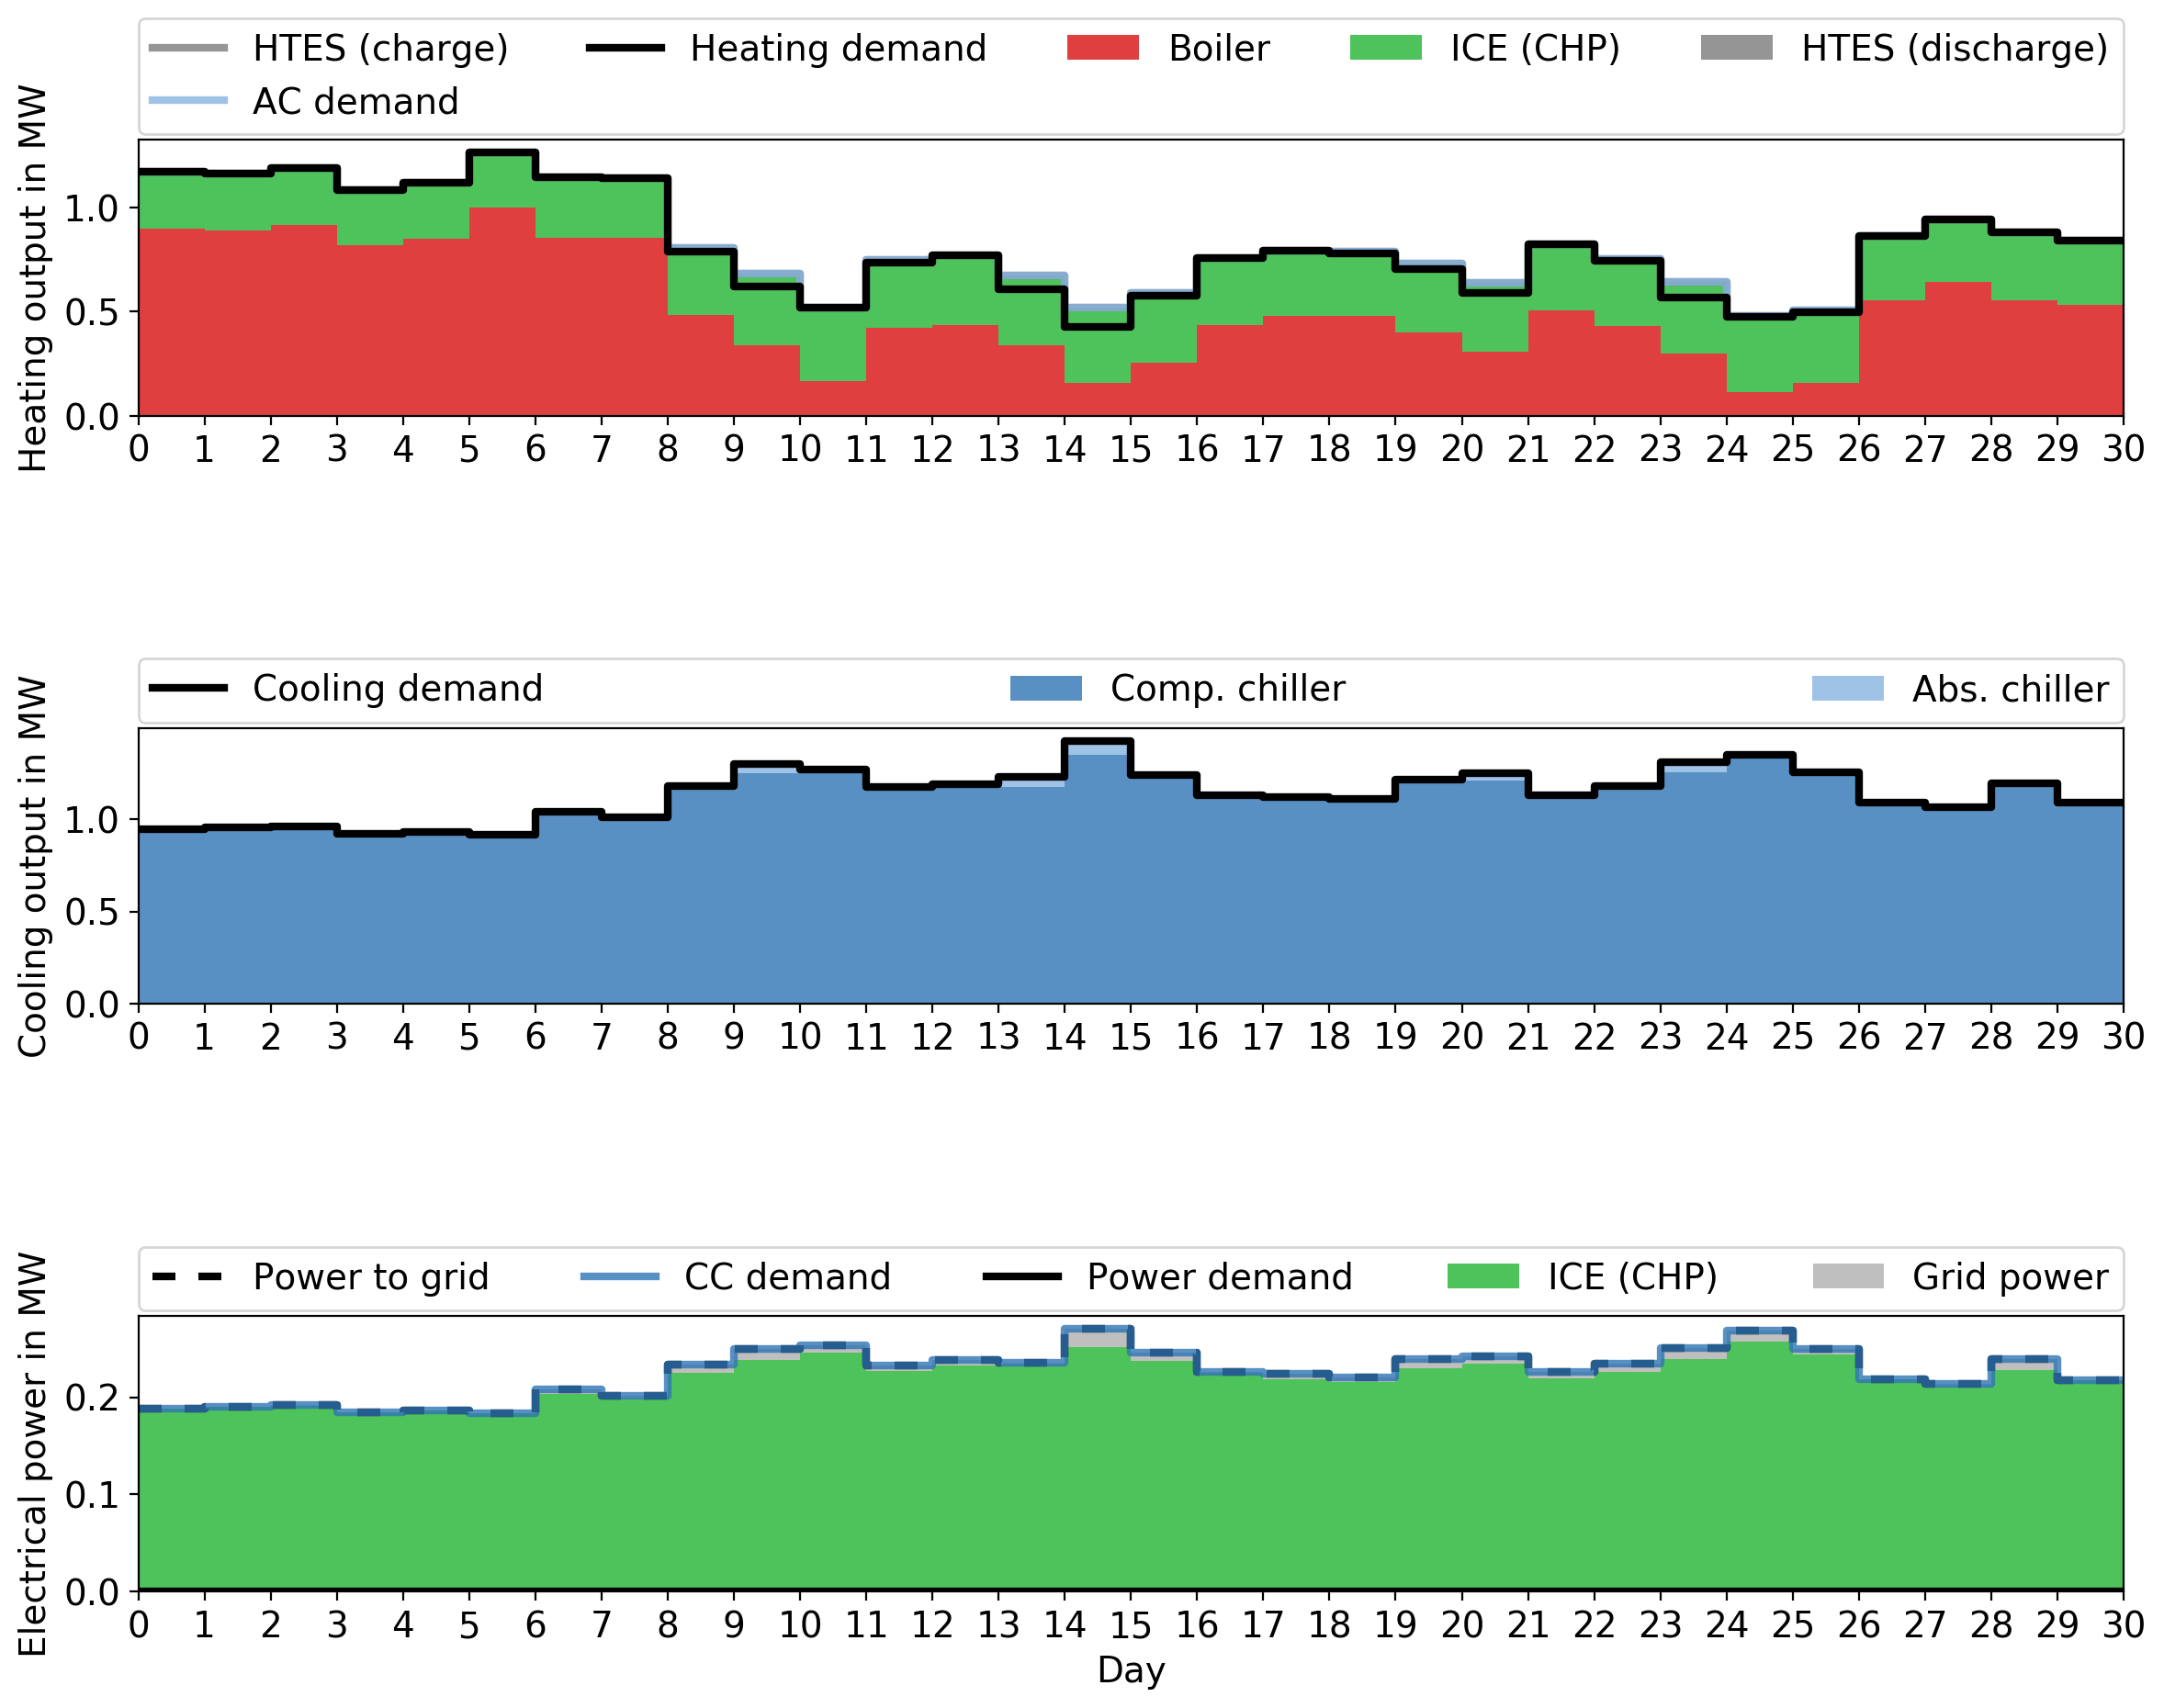 HTES (charge) Heating demand Boiler ICE (CHP) HTES (discharge)
AC demand
Heating output in MW
1.0
0.5
0.0
0 1 2 3 4 5 6 7 8 9 10 11 12 13 14 15 16 17 18 19 20 21 22 23 24 25 26 27 28 29 30
Cooling demand Comp. chiller Abs. chiller
Cooling output in MW
1.0
0.5
0.0
0 1 2 3 4 5 6 7 8 9 10 11 12 13 14 15 16 17 18 19 20 21 22 23 24 25 26 27 28 29 30
Power to grid CC demand Power demand ICE (CHP) Grid power
Electrical power in MW
0.2
0.1
0.0
0 1 2 3 4 5 6 7 8 9 10 11 12 13 14 15 16 17 18 19 20 21 22 23 24 25 26 27 28 29 30
Day